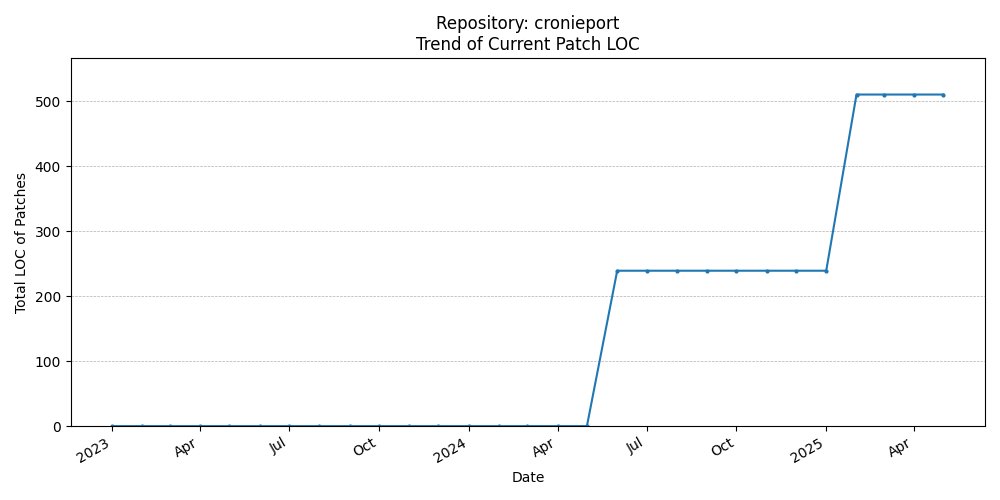 Repository: cronieport
Trend of Current Patch LOC
Total LOC of Patches
500
400
300
200
100
0
2023
Apr
Jul
Oct
2024
Apr
Jul
Oct
2025
Apr
Date